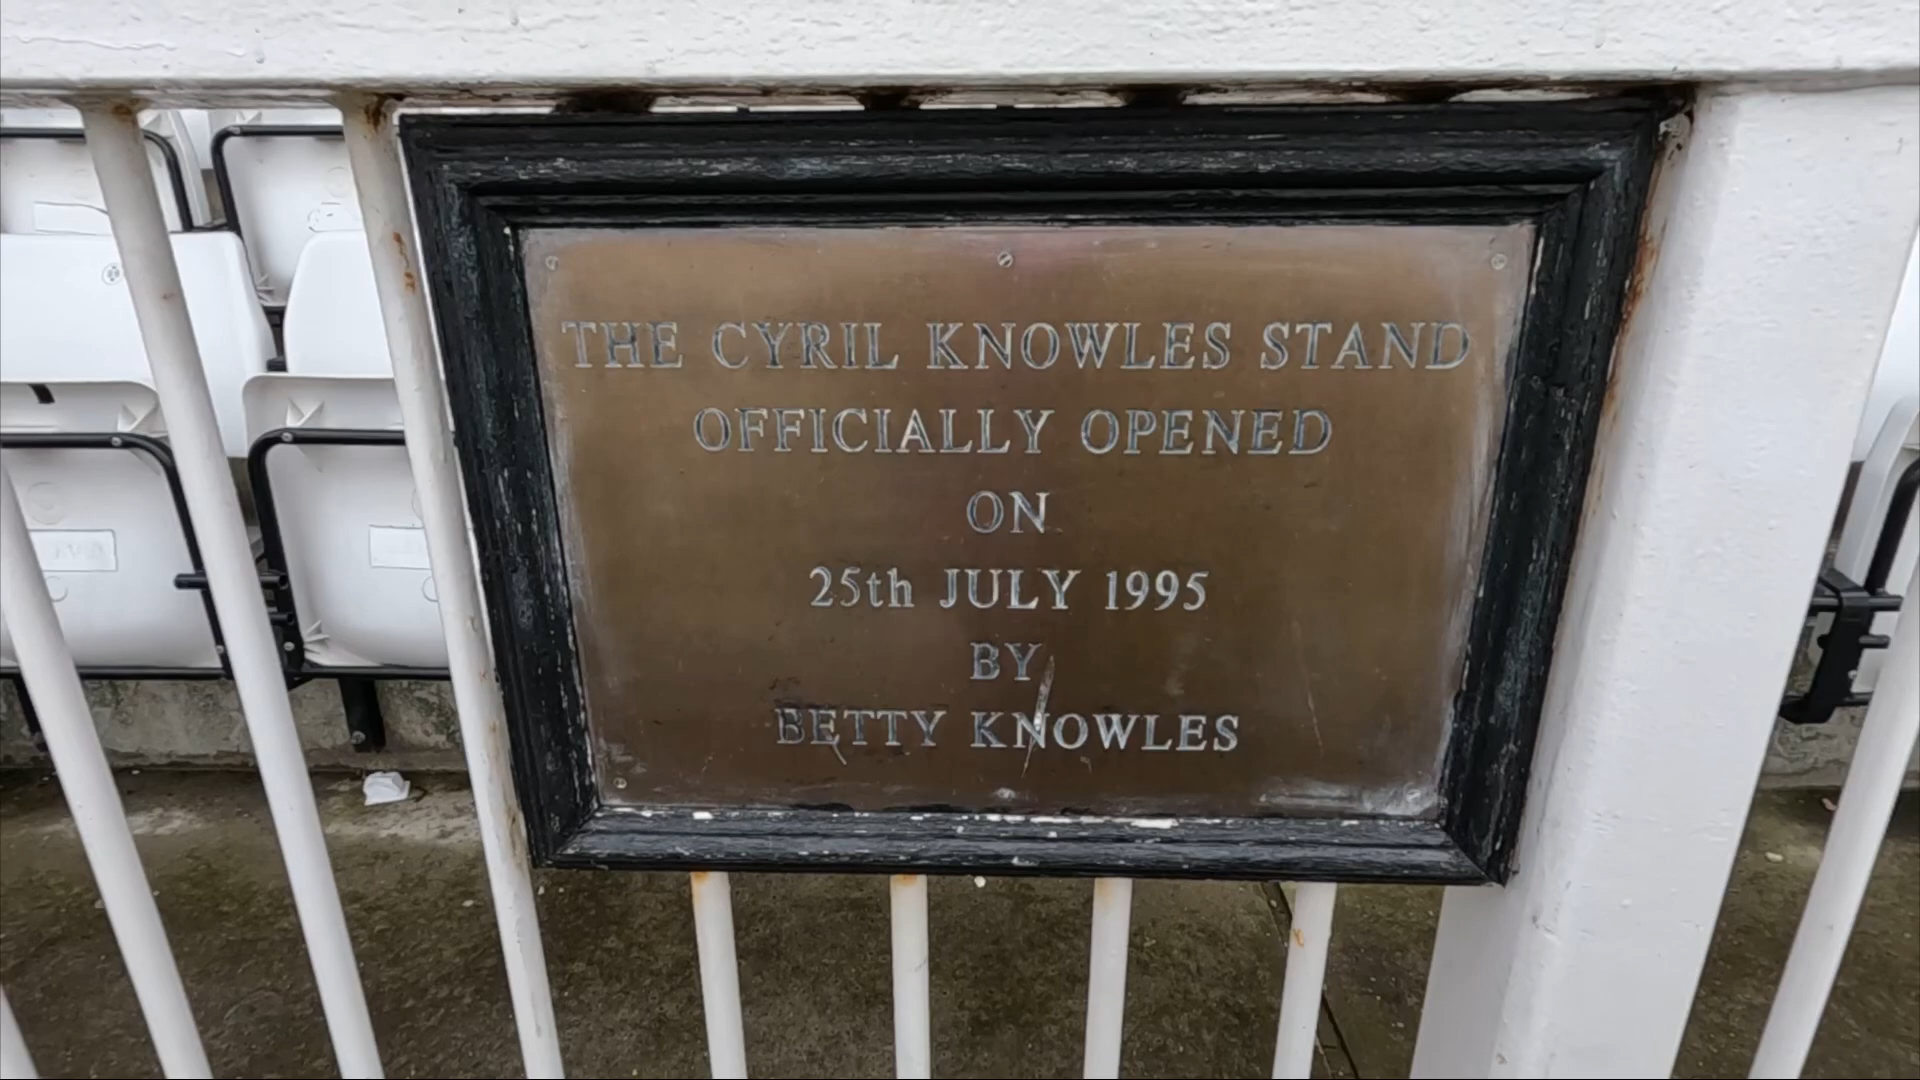 THE CYRIL KNOWLES STAND
OFFICIALLY OPENED
ON
25th JULY 1995
BY
BETTY KNOWLES